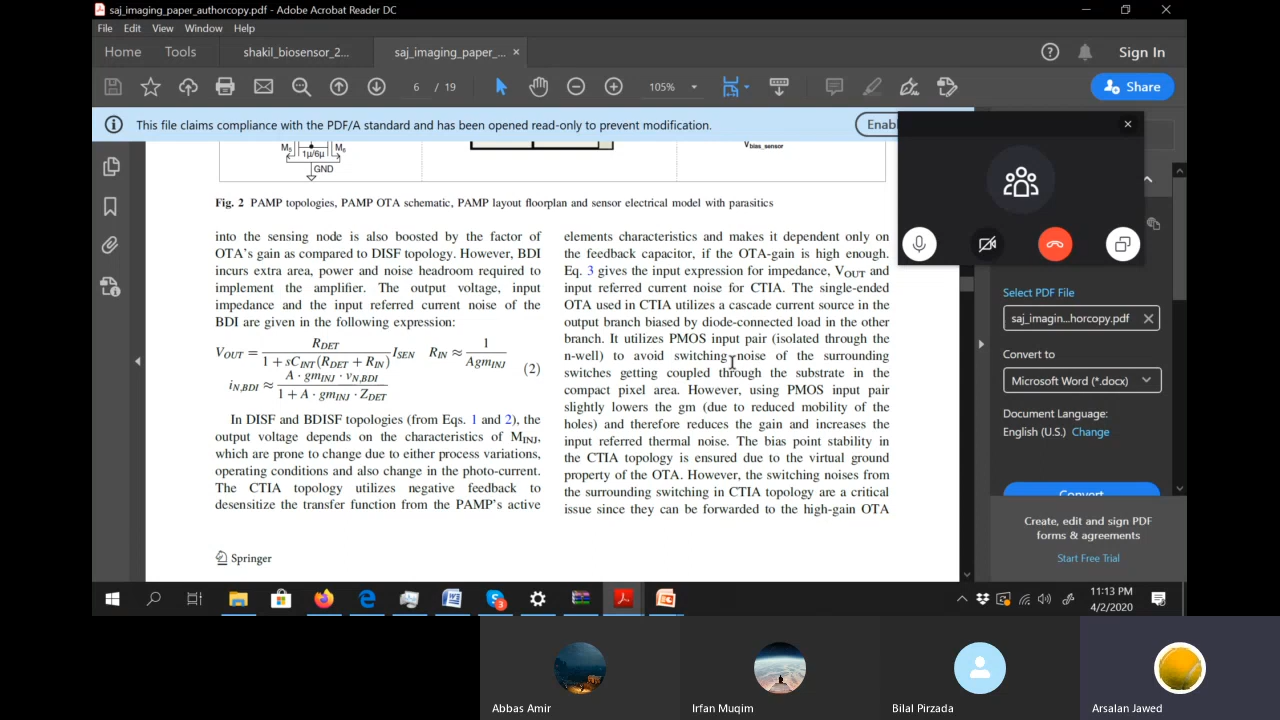 saj_imaging_paper_authorcopy.pdf - Adobe Acrobat Reader DC
File Edit View Window Help
Home Tools shakil_biosensor_2... saj_imaging_paper_... × Sign In
6 / 19 105% Share
This file claims compliance with the PDF/A standard and has been opened read-only to prevent modification. Enabl
M5 1μ/6μ M6
GND
Vbias_sensor
Fig. 2 PAMP topologies, PAMP OTA schematic, PAMP layout floorplan and sensor electrical model with parasitics
into the sensing node is also boosted by the factor of
OTA's gain as compared to DISF topology. However, BDI
incurs extra area, power and noise headroom required to
implement the amplifier. The output voltage, input
impedance and the input referred current noise of the
BDI are given in the following expression:
V_OUT = R_DET / (1 + sC_INT(R_DET + R_IN)) I_SEN R_IN ≈ 1 / Agm_INJ
i_N,BDI ≈ A · gm_INJ · v_N,BDI / (1 + A · gm_INJ · Z_DET) (2)
In DISF and BDISF topologies (from Eqs. 1 and 2), the
output voltage depends on the characteristics of M_INJ,
which are prone to change due to either process variations,
operating conditions and also change in the photo-current.
The CTIA topology utilizes negative feedback to
desensitize the transfer function from the PAMP's active
elements characteristics and makes it dependent only on
the feedback capacitor, if the OTA-gain is high enough.
Eq. 3 gives the input expression for impedance, V_OUT and
input referred current noise for CTIA. The single-ended
OTA used in CTIA utilizes a cascade current source in the
output branch biased by diode-connected load in the other
branch. It utilizes PMOS input pair (isolated through the
n-well) to avoid switching noise of the surrounding
switches getting coupled through the substrate in the
compact pixel area. However, using PMOS input pair
slightly lowers the gm (due to reduced mobility of the
holes) and therefore reduces the gain and increases the
input referred thermal noise. The bias point stability in
the CTIA topology is ensured due to the virtual ground
property of the OTA. However, the switching noises from
the surrounding switching in CTIA topology are a critical
issue since they can be forwarded to the high-gain OTA
Springer
Select PDF File
saj_imagin...horcopy.pdf
Convert to
Microsoft Word (*.docx)
Document Language:
English (U.S.) Change
Convert
Create, edit and sign PDF
forms & agreements
Start Free Trial
11:13 PM
4/2/2020
Abbas Amir
Irfan Muqim
Bilal Pirzada
Arsalan Jawed